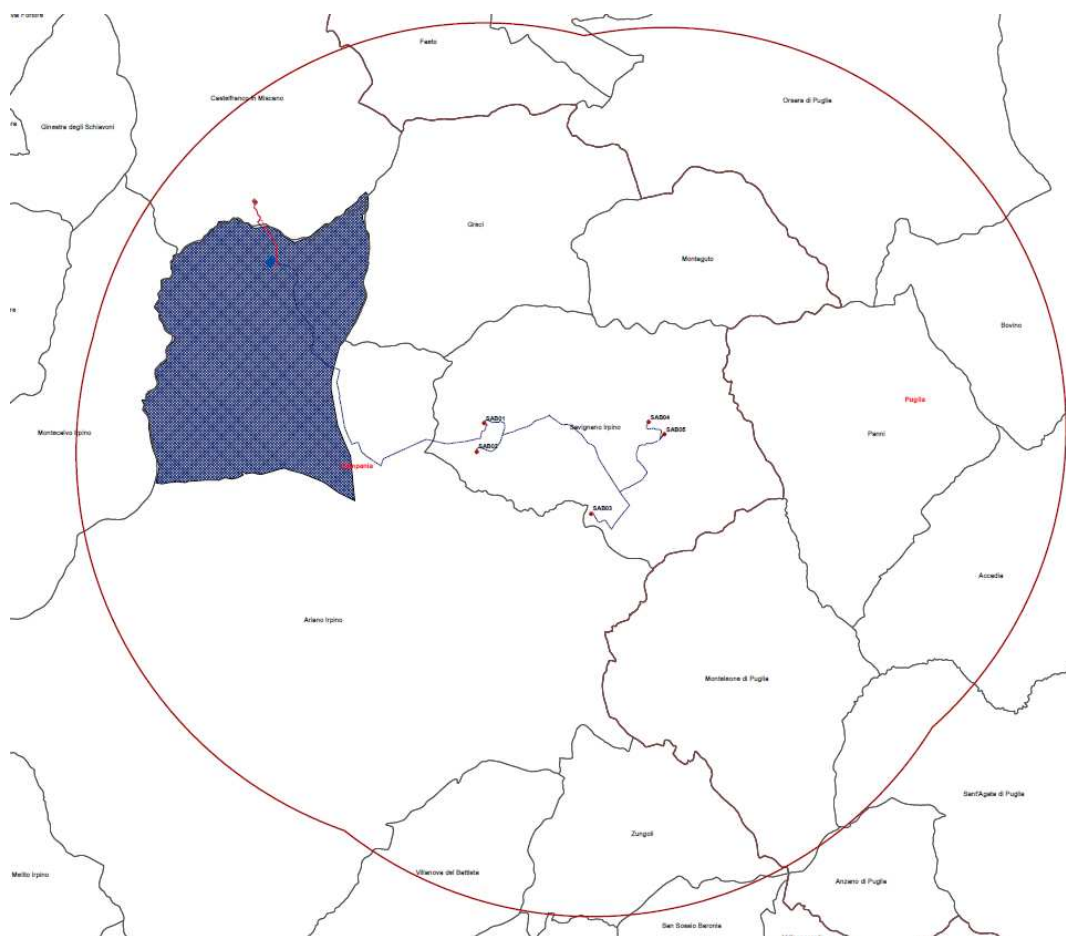 Faeto
Castelfranco in Miscano
Orsara di Puglia
Ginestra degli Schiavoni
Greci
Montaguto
Bovino
Puglia
SAB01
SAB04
Savignano Irpino
SAB05
Montecalvo Irpino
Panni
SAB02
Campania
SAB03
Accadia
Ariano Irpino
Monteleone di Puglia
Sant'Agata di Puglia
Zungoli
Villanova del Battista
Melito Irpino
Anzano di Puglia
San Sossio Baronia